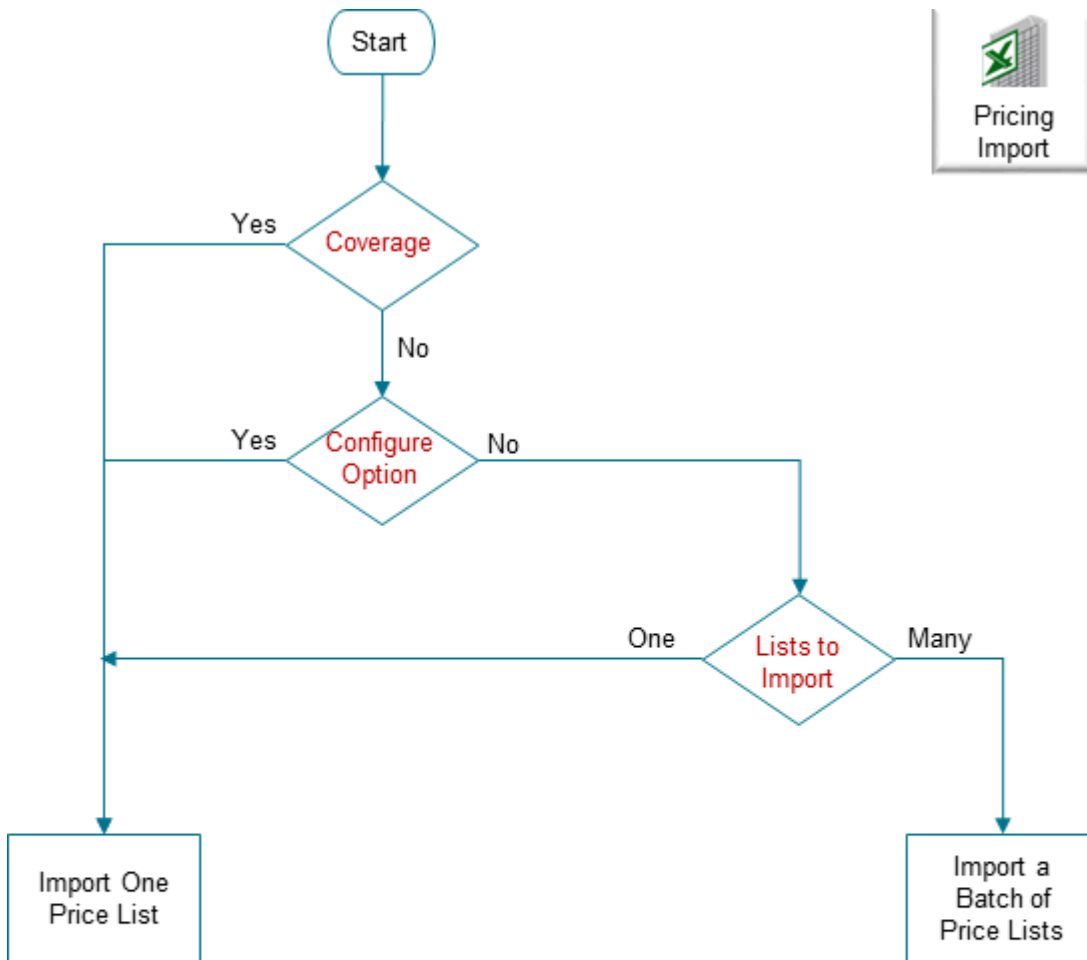 Start
Pricing
Import
Yes
Coverage
No
Yes
Configure
Option
No
One
Lists to
Import
Many
Import One
Price List
Import a
Batch of
Price Lists